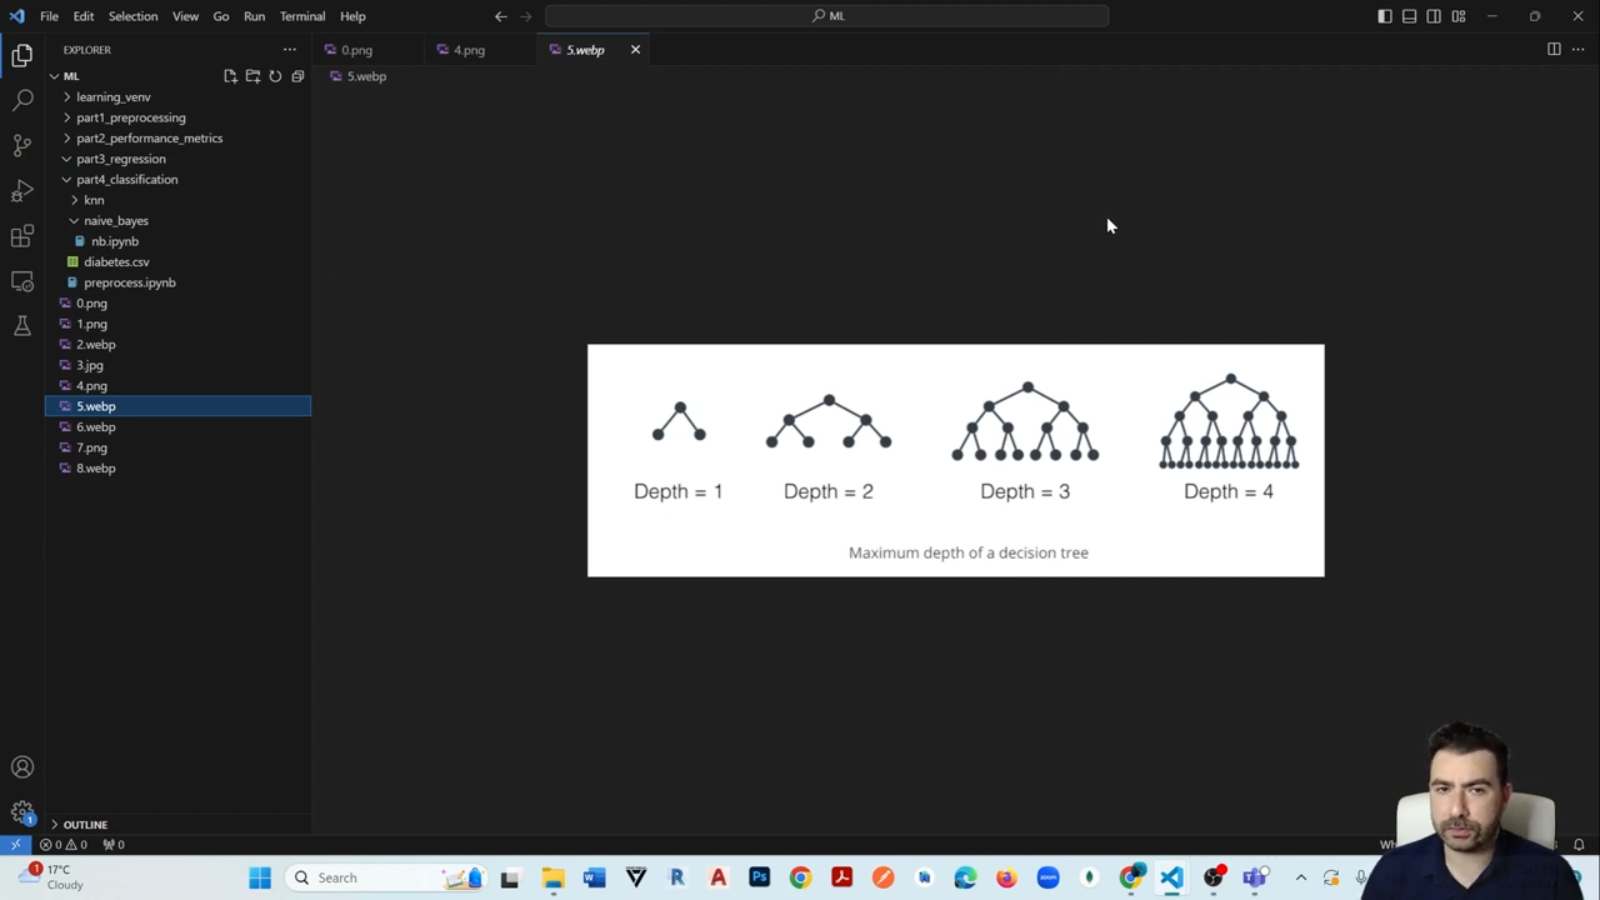 File Edit Selection View Go Run Terminal Help
ML
EXPLORER
0.png
4.png
5.webp
ML
5.webp
learning_venv
part1_preprocessing
part2_performance_metrics
part3_regression
part4_classification
knn
naive_bayes
nb.ipynb
diabetes.csv
preprocess.ipynb
0.png
1.png
2.webp
3.jpg
4.png
5.webp
6.webp
7.png
8.webp
Depth = 1
Depth = 2
Depth = 3
Depth = 4
Maximum depth of a decision tree
OUTLINE
1
0 0 0
1
17°C
Cloudy
Search